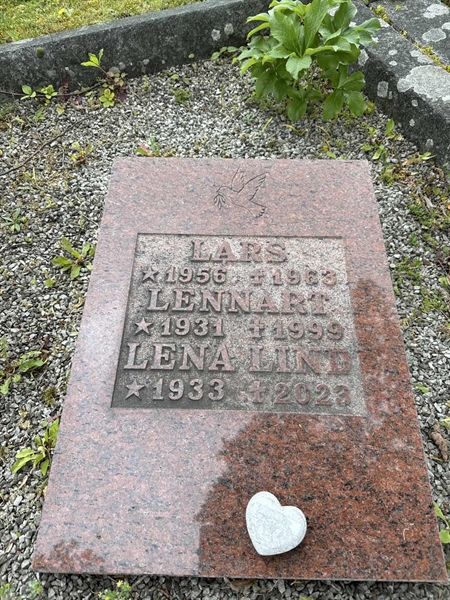 LARS
★1956 ✝1963
LENNART
★1931 ✝1999
LENA LIND
★1933 ✝2023